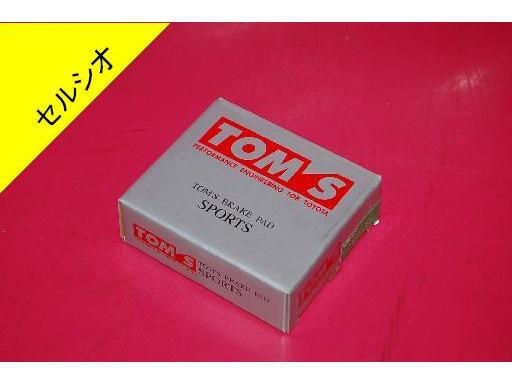 セルシオ
TOM'S
PERFORMANCE ENGINEERING FOR TOYOTA
TOM'S BRAKE PAD
SPORTS
TOM'S
TOM'S BRAKE PAD
SPORTS